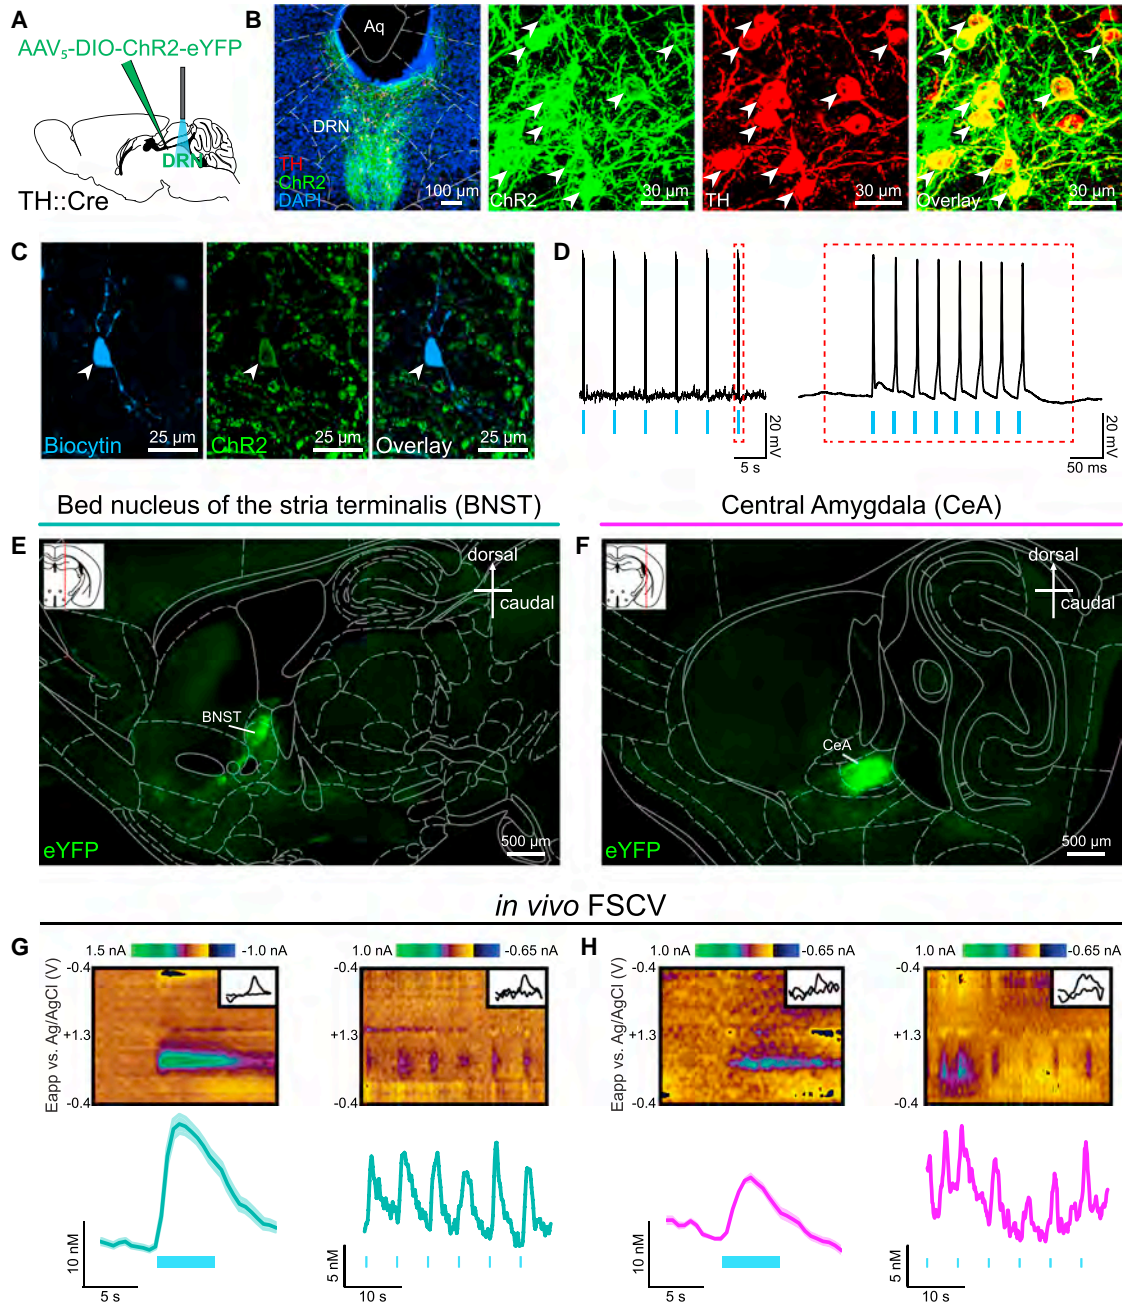 A
AAV5-DIO-ChR2-eYFP
DRN
TH::Cre
B
Aq
DRN
TH
ChR2
DAPI
100 µm
ChR2
30 µm
TH
30 µm
Overlay
30 µm
C
Biocytin
25 µm
ChR2
25 µm
Overlay
25 µm
D
20 mV
5 s
20 mV
50 ms
Bed nucleus of the stria terminalis (BNST)
Central Amygdala (CeA)
E
dorsal
caudal
BNST
eYFP
500 µm
F
dorsal
caudal
CeA
eYFP
500 µm
in vivo FSCV
G
1.5 nA
-1.0 nA
1.0 nA
-0.65 nA
Eapp vs. Ag/AgCl (V)
-0.4
+1.3
-0.4
-0.4
+1.3
-0.4
10 nM
5 s
5 nM
10 s
H
1.0 nA
-0.65 nA
1.0 nA
-0.65 nA
Eapp vs. Ag/AgCl (V)
-0.4
+1.3
-0.4
-0.4
+1.3
-0.4
10 nM
5 s
5 nM
10 s